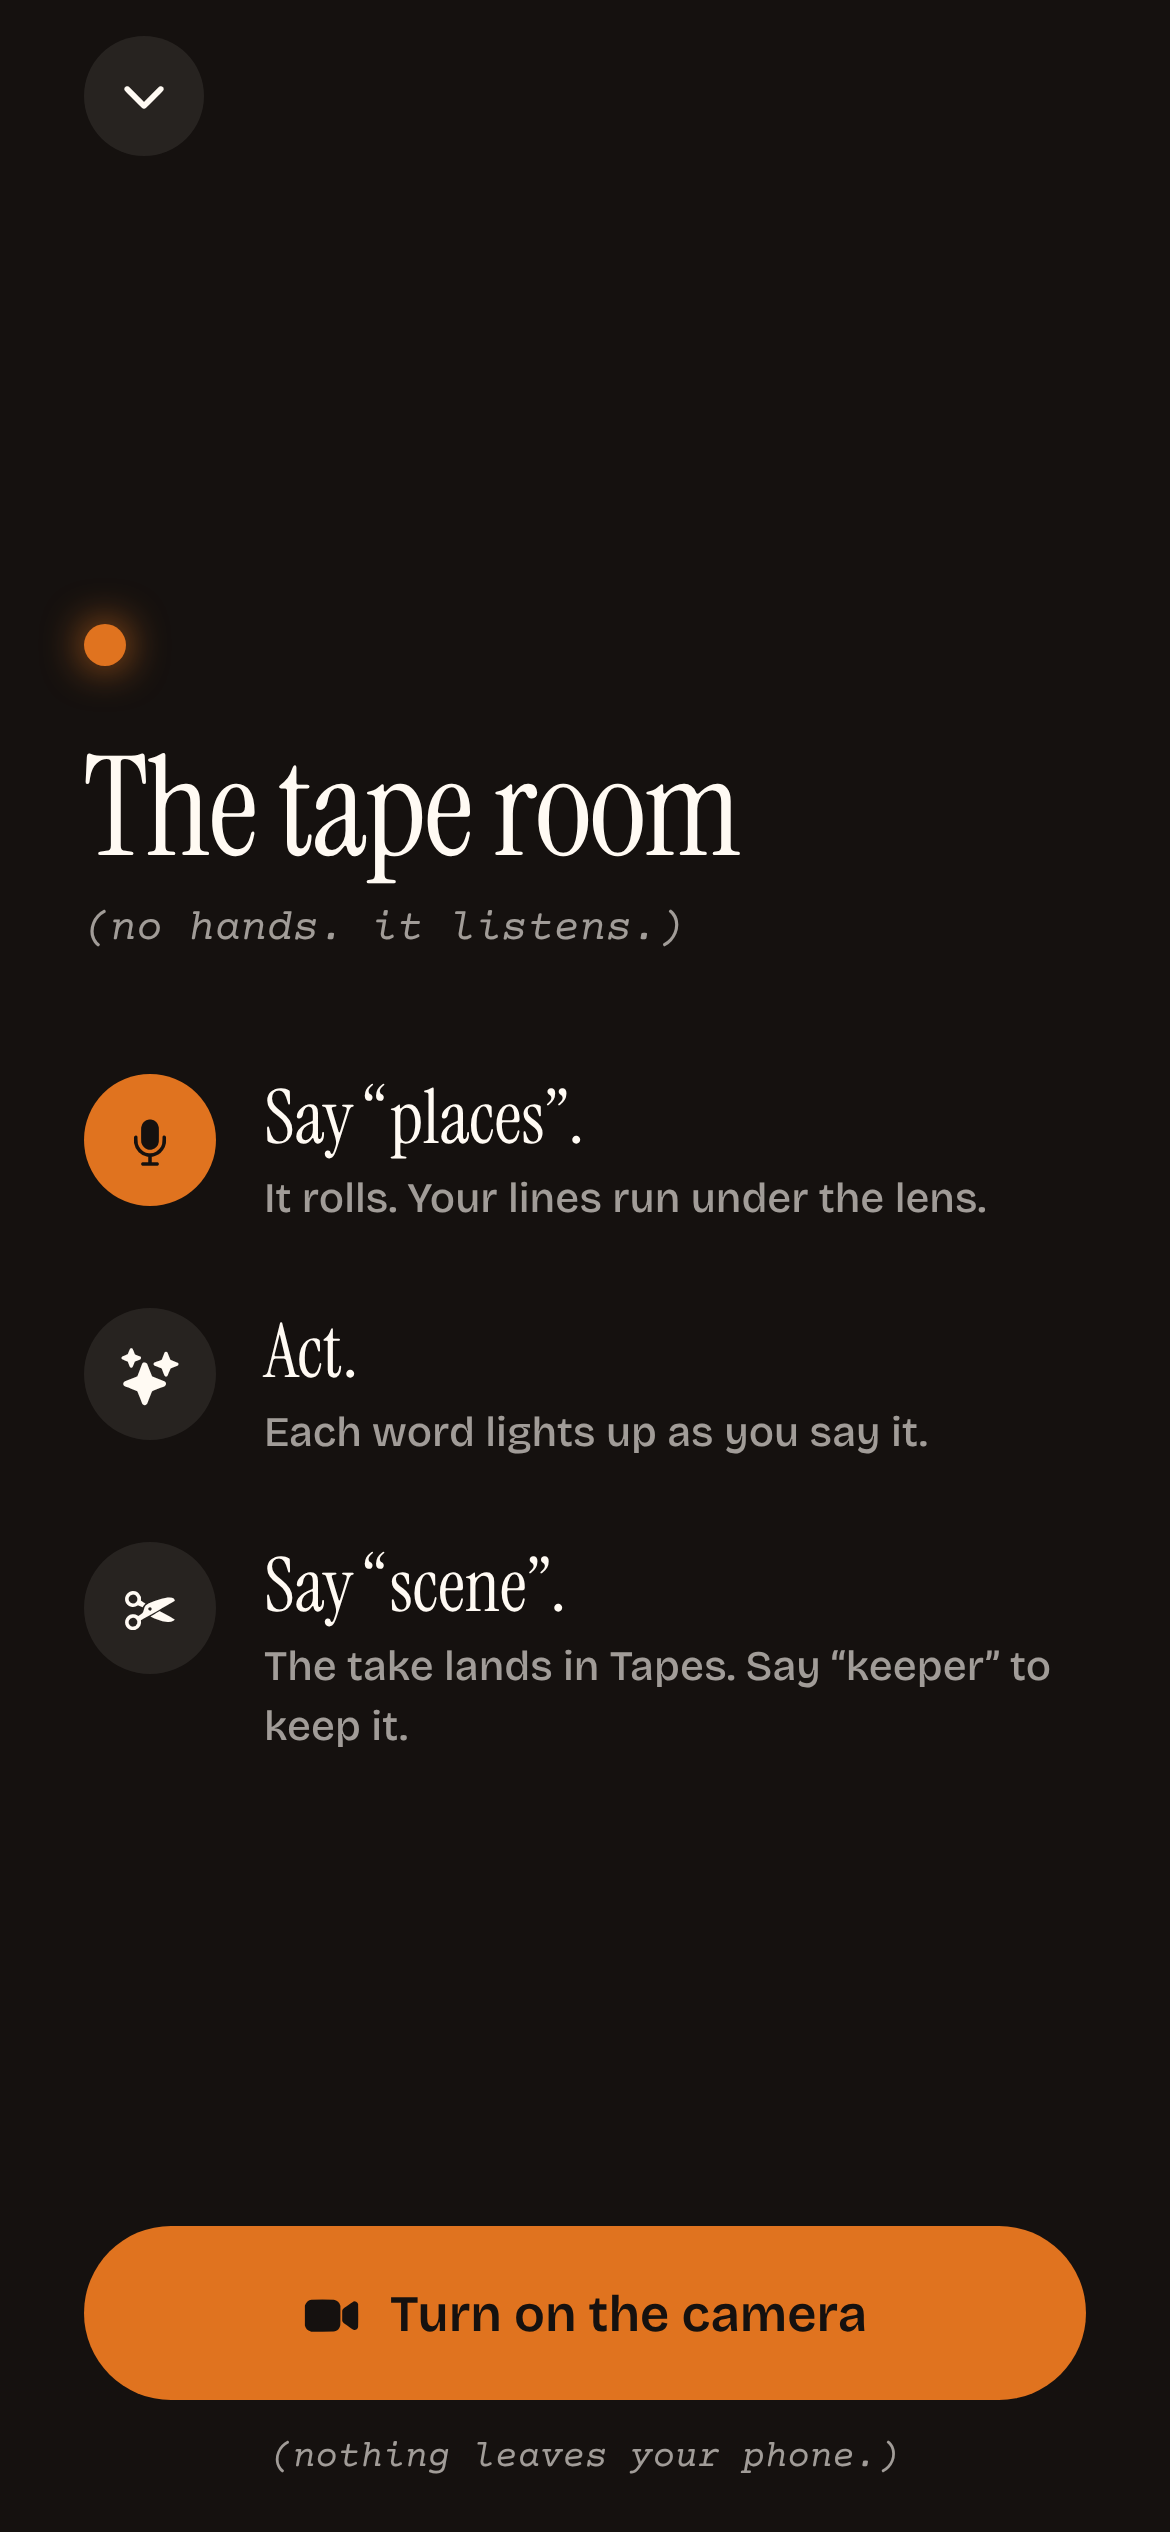 The tape room
(no hands. it listens.)
Say “places”.
It rolls. Your lines run under the lens.
Act.
Each word lights up as you say it.
Say “scene”.
The take lands in Tapes. Say “keeper” to
keep it.
Turn on the camera
(nothing leaves your phone.)